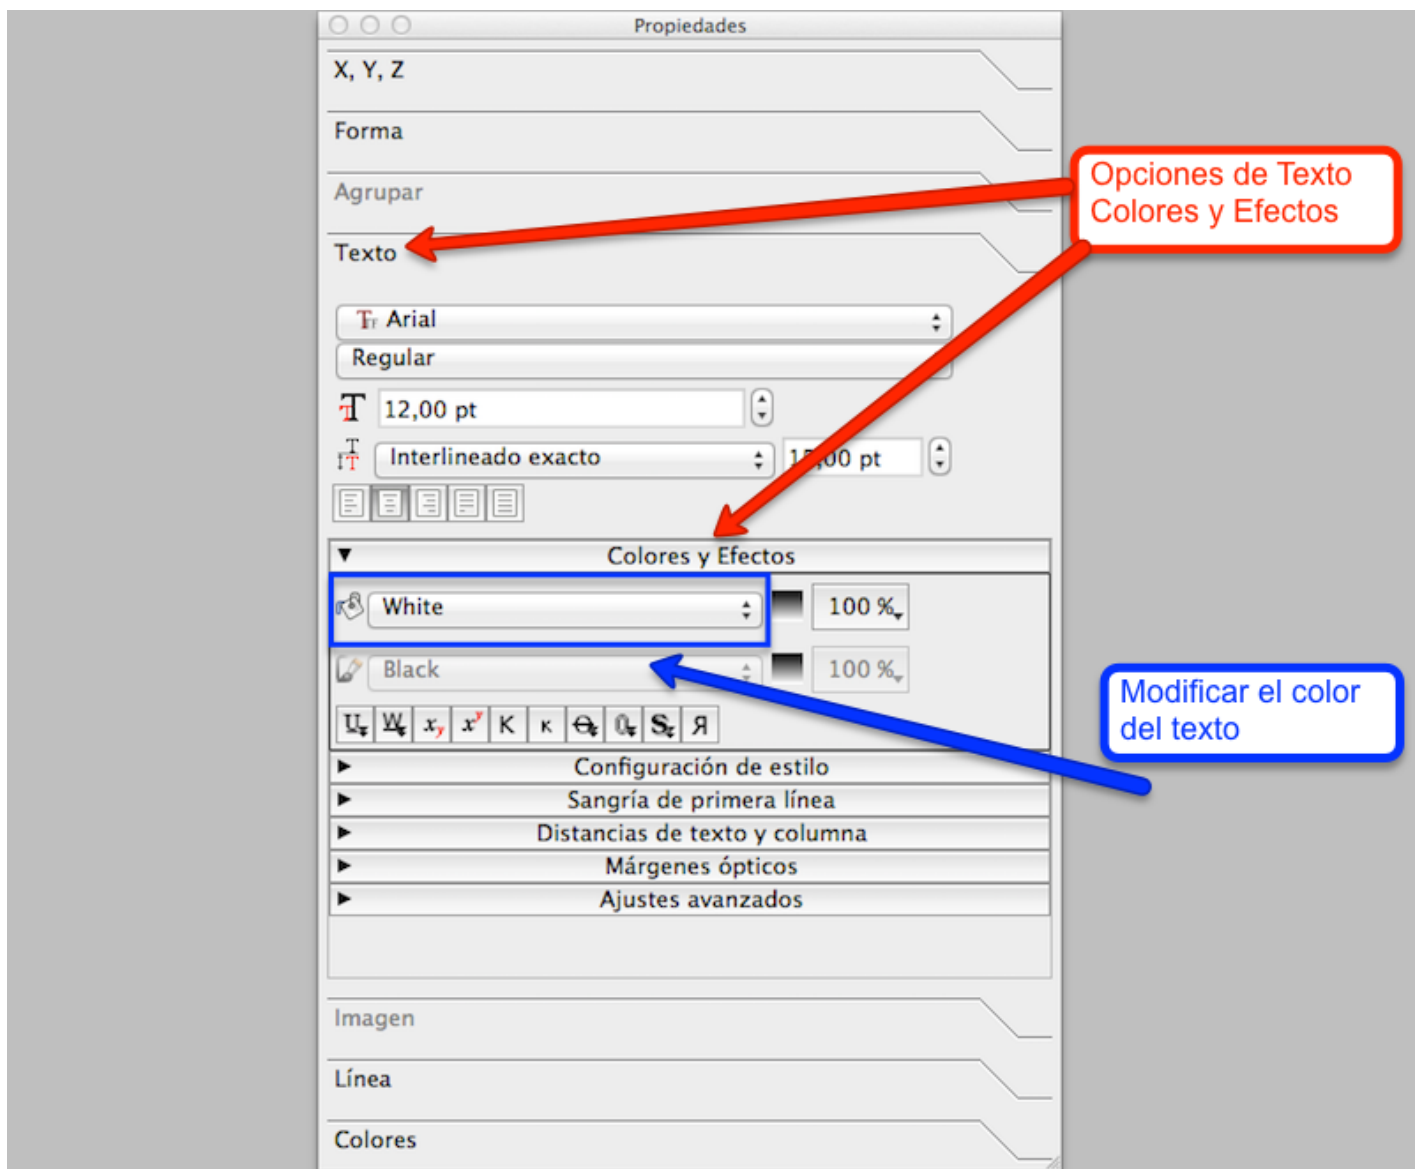 Propiedades
X, Y, Z
Forma
Agrupar
Opciones de Texto
Colores y Efectos
Texto
Arial
Regular
12,00 pt
Interlineado exacto
Colores y Efectos
White 100 %
Black 100 %
Modificar el color
del texto
Configuración de estilo
Sangría de primera línea
Distancias de texto y columna
Márgenes ópticos
Ajustes avanzados
Imagen
Línea
Colores